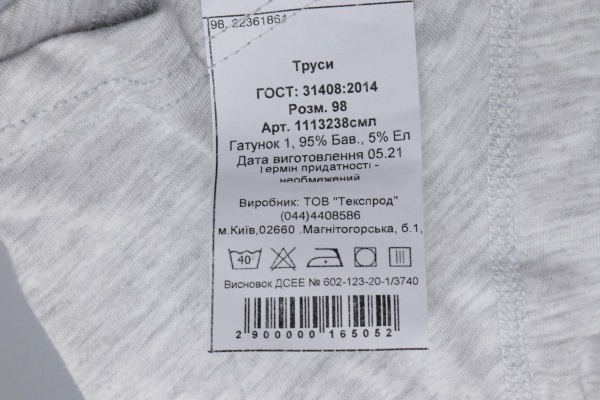 98, 22361864
Труси
ГОСТ: 31408:2014
Розм. 98
Арт. 1113238смл
Гатунок 1, 95% Бав., 5% Ел
Дата виготовлення 05.21
Термін придатності -
необмежений
Виробник: ТОВ "Текспрод"
(044)4408586
м.Київ,02660 .Магнітогорська, б.1,
40°
Висновок ДСЕЕ № 602-123-20-1/3740
2 900000 165052